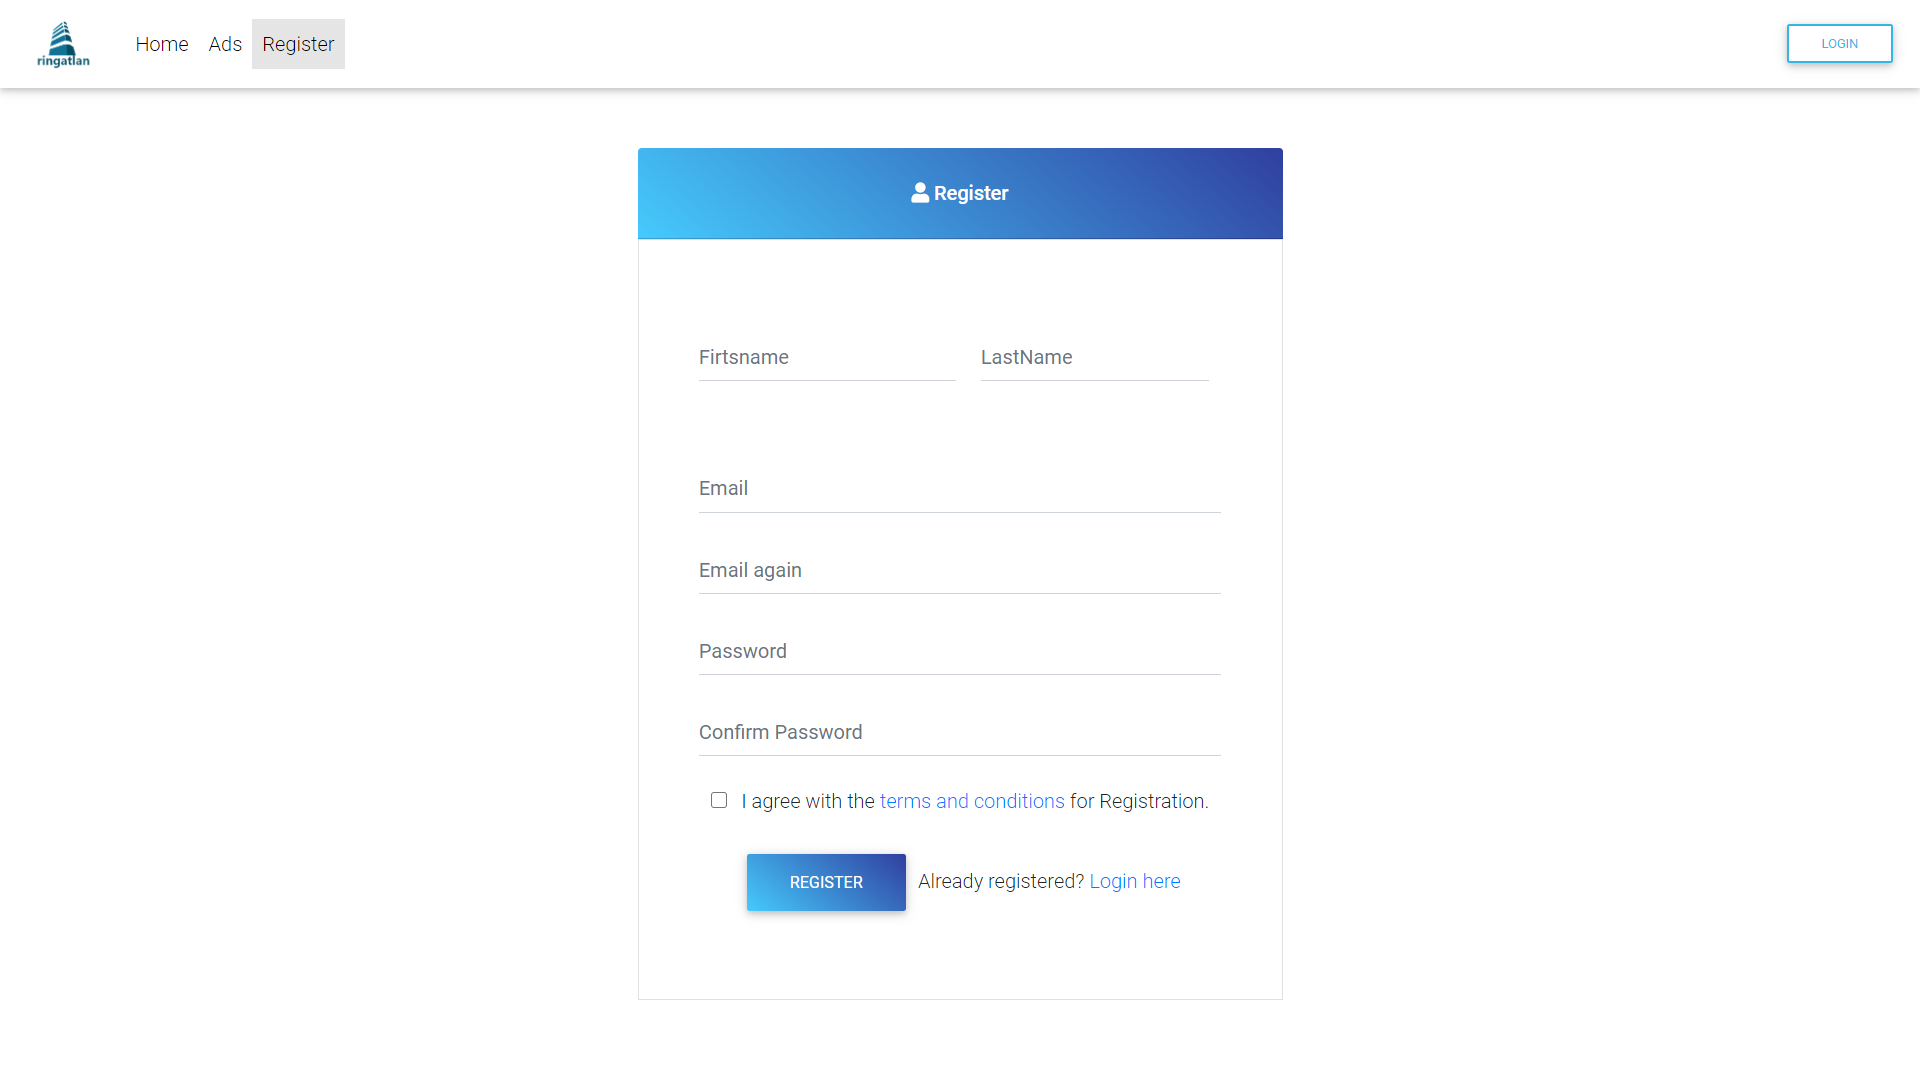 ringatlan
Home Ads Register
LOGIN
Register
Firtsname LastName
Email
Email again
Password
Confirm Password
I agree with the terms and conditions for Registration.
REGISTER Already registered? Login here